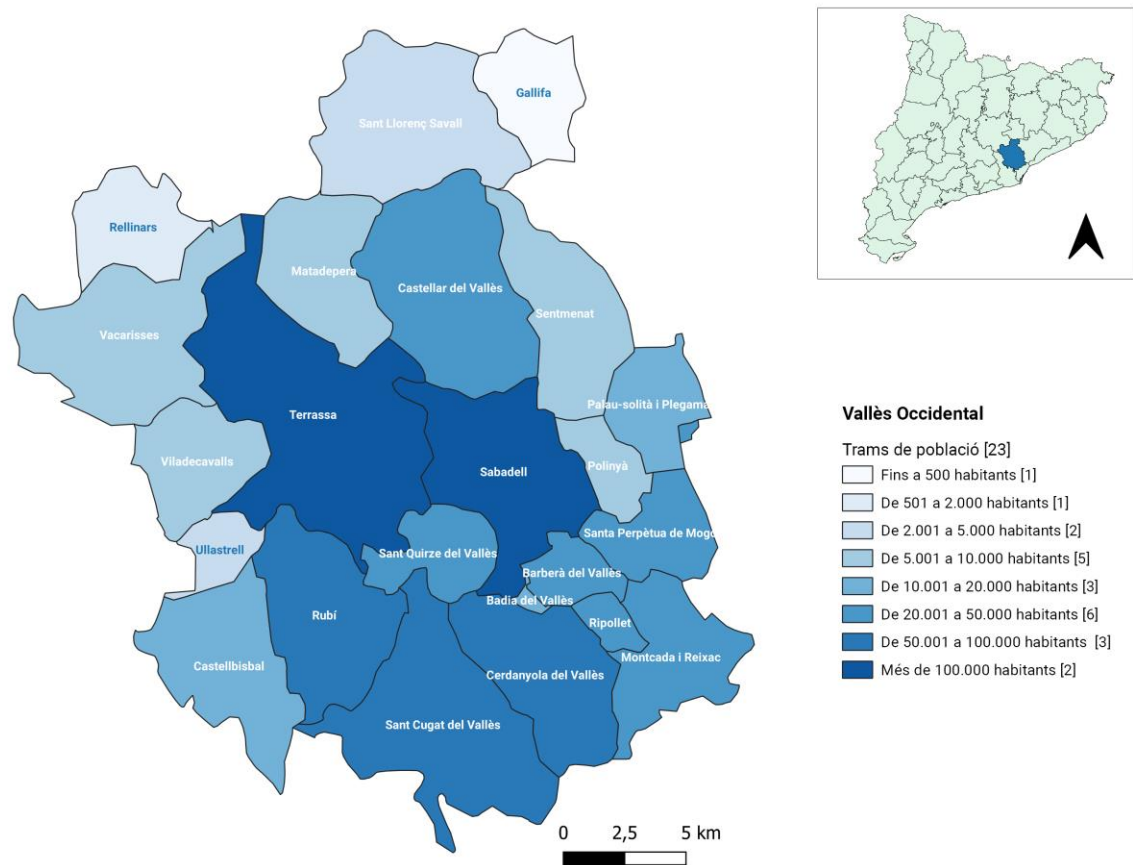 Gallifa
Sant Llorenç Savall
Rellinars
Matadepera
Castellar del Vallès
Sentmenat
Vacarisses
Palau-solità i Plegama
Terrassa
Viladecavalls
Sabadell
Polinyà
Santa Perpètua de Mogo
Ullastrell
Sant Quirze del Vallès
Barberà del Vallès
Badia del Vallès
Rubí
Ripollet
Montcada i Reixac
Castellbisbal
Cerdanyola del Vallès
Sant Cugat del Vallès
0 2,5 5 km
Vallès Occidental
Trams de població [23]
Fins a 500 habitants [1]
De 501 a 2.000 habitants [1]
De 2.001 a 5.000 habitants [2]
De 5.001 a 10.000 habitants [5]
De 10.001 a 20.000 habitants [3]
De 20.001 a 50.000 habitants [6]
De 50.001 a 100.000 habitants [3]
Més de 100.000 habitants [2]